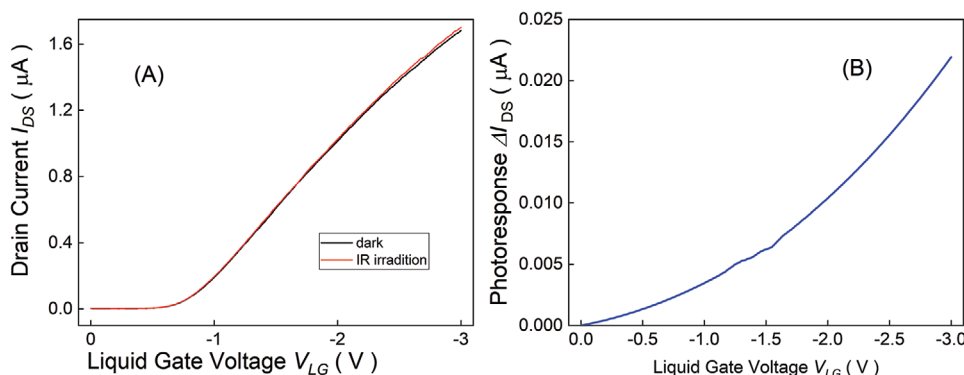 (A)
Drain Current I_DS ( μA )
1.6
1.2
0.8
0.4
0.0
dark
IR irradition
0
-1
-2
-3
Liquid Gate Voltage V_LG ( V )
(B)
Photoresponse ΔI_DS ( μA )
0.025
0.020
0.015
0.010
0.005
0.000
0.0
-0.5
-1.0
-1.5
-2.0
-2.5
-3.0
Liquid Gate Voltage V_LG ( V )